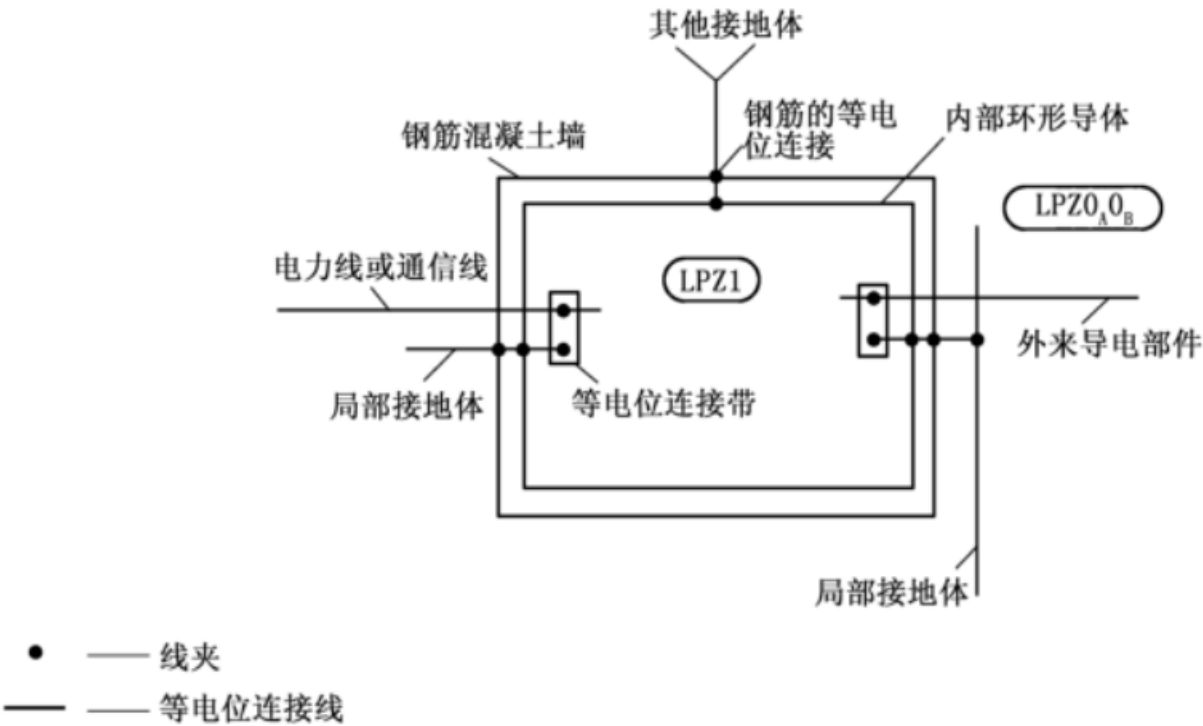 其他接地体
钢筋混凝土墙
钢筋的等电
位连接
内部环形导体
LPZ0A0B
电力线或通信线
LPZ1
外来导电部件
局部接地体
等电位连接带
局部接地体
线夹
等电位连接线